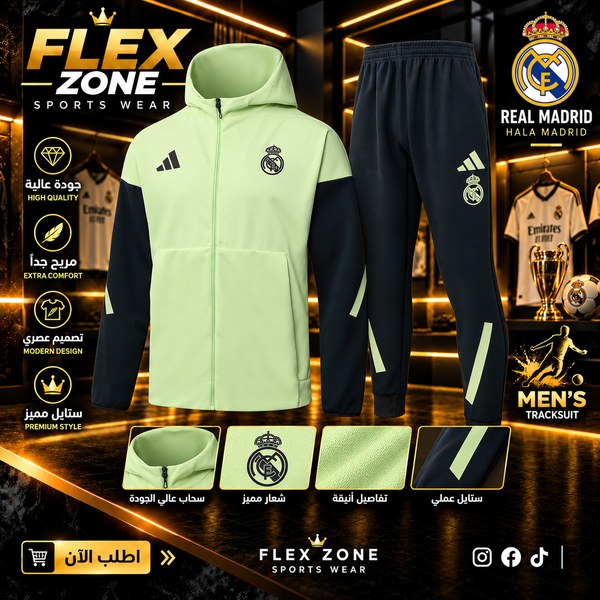 FLEX
ZONE
SPORTS WEAR
REAL MADRID
HALA MADRID
جودة عالية
HIGH QUALITY
مريح جداً
EXTRA COMFORT
تصميم عصري
MODERN DESIGN
ستايل مميز
PREMIUM STYLE
Emirates
MEN'S
TRACKSUIT
سحاب عالي الجودة
شعار مميز
تفاصيل أنيقة
ستايل عملي
اطلب الآن
FLEX ZONE
SPORTS WEAR